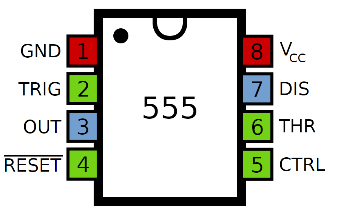 GND 1 8 VCC
TRIG 2 7 DIS
555
OUT 3 6 THR
RESET 4 5 CTRL